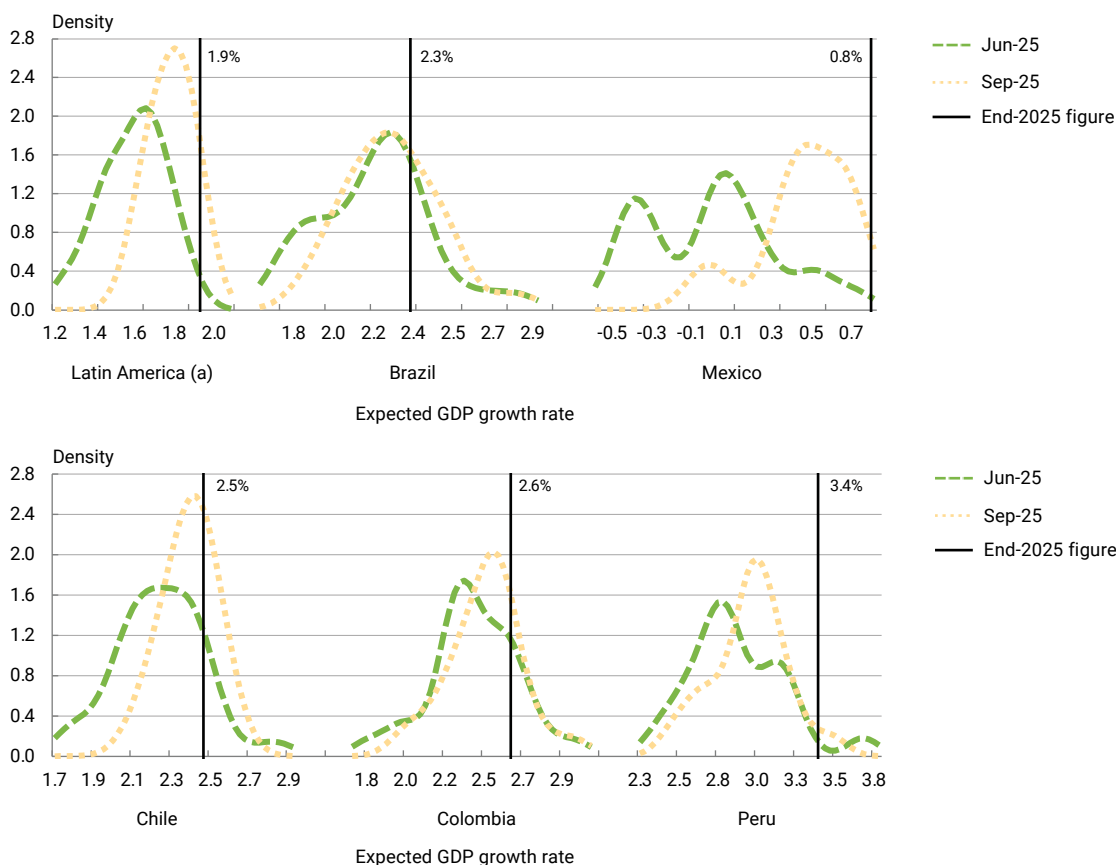 Density
2.8
2.4
2.0
1.6
1.2
0.8
0.4
0.0
1.9%
2.3%
0.8%
Jun-25
Sep-25
End-2025 figure
1.2 1.4 1.6 1.8 2.0 1.8 2.0 2.2 2.4 2.5 2.7 2.9 -0.5 -0.3 -0.1 0.1 0.3 0.5 0.7
Latin America (a) Brazil Mexico
Expected GDP growth rate
Density
2.8
2.4
2.0
1.6
1.2
0.8
0.4
0.0
2.5%
2.6%
3.4%
Jun-25
Sep-25
End-2025 figure
1.7 1.9 2.1 2.3 2.5 2.7 2.9 1.8 2.0 2.2 2.5 2.7 2.9 2.3 2.5 2.8 3.0 3.3 3.5 3.8
Chile Colombia Peru
Expected GDP growth rate